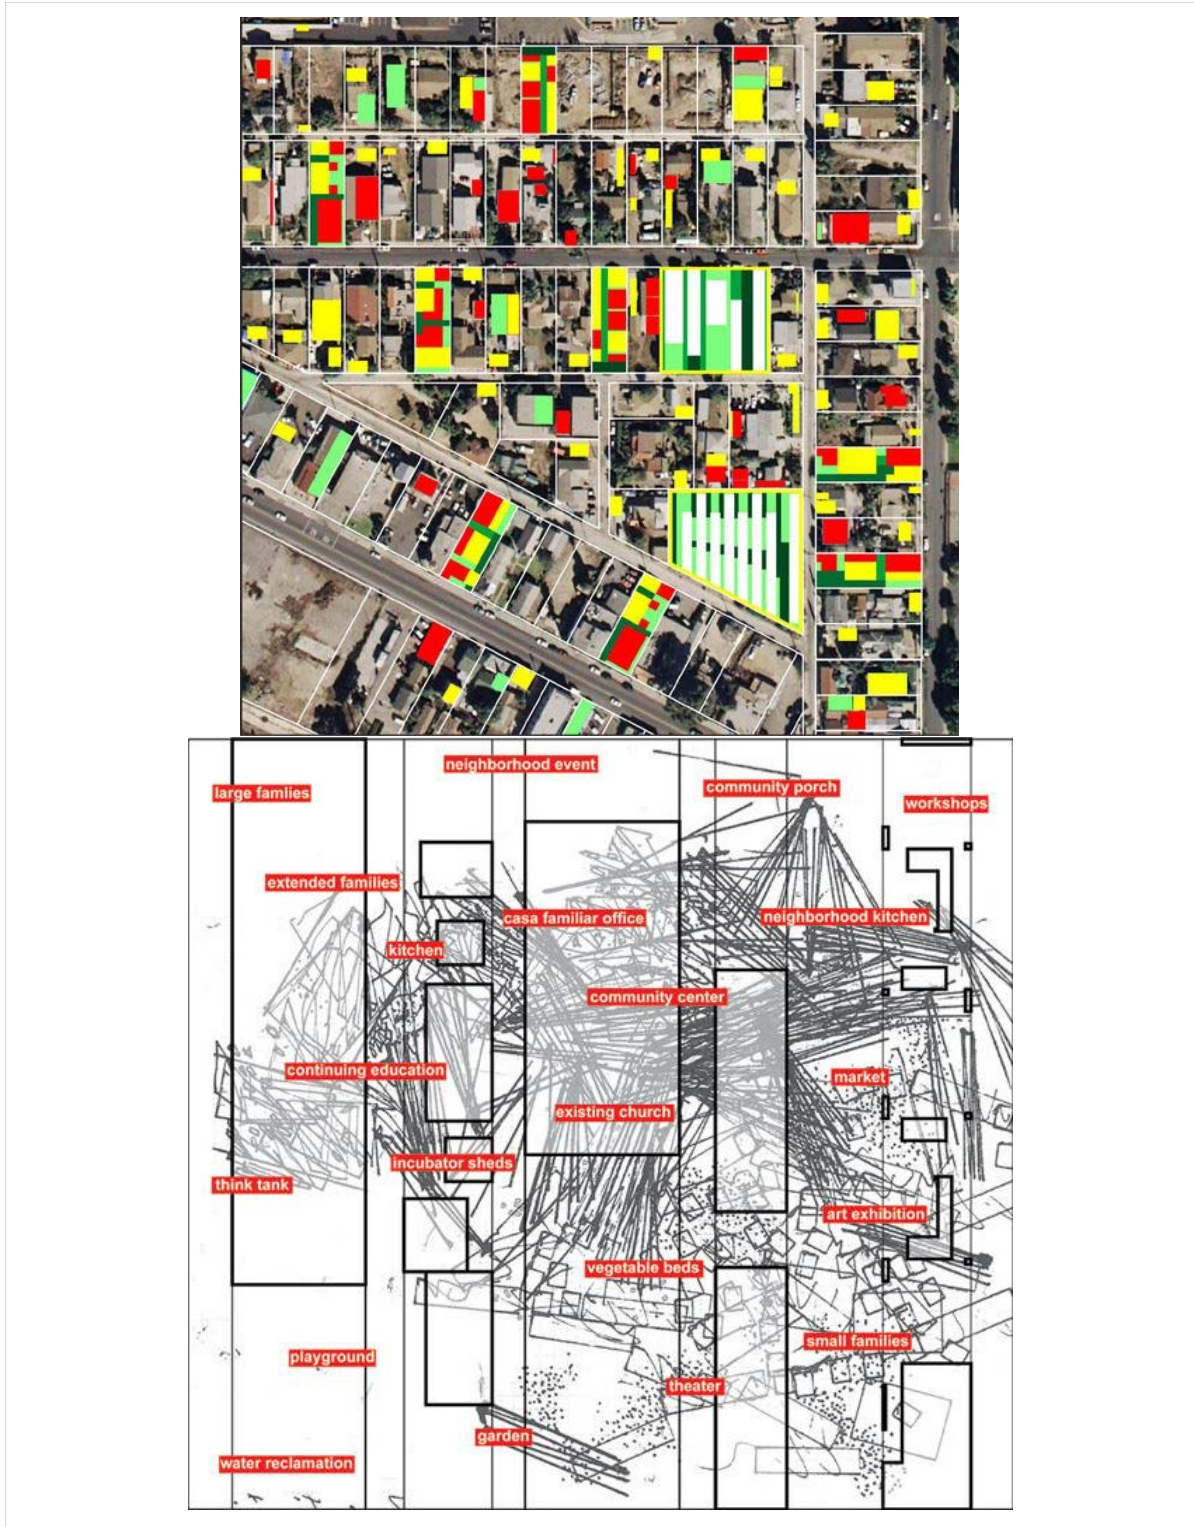 neighborhood event
large famlies
community porch
workshops
extended families
casa familiar office
neighborhood kitchen
kitchen
community center
continuing education
market
existing church
incubator sheds
think tank
art exhibition
vegetable beds
small families
playground
theater
garden
water reclamation